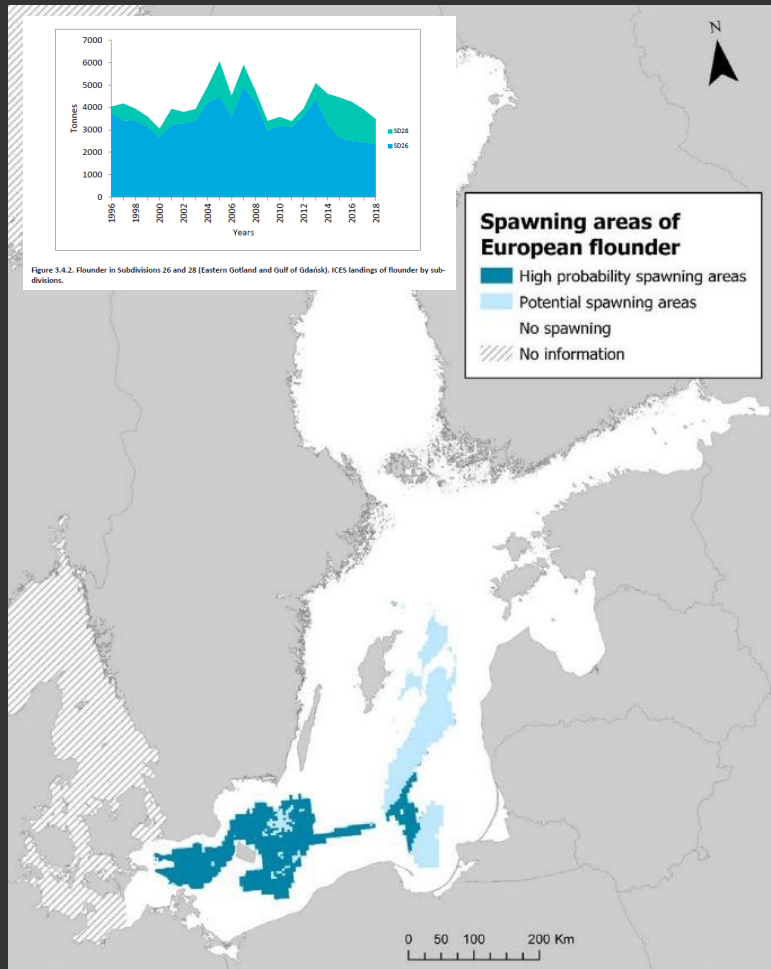 7000
6000
5000
4000
3000
2000
1000
0
Tonnes
1996
1998
2000
2002
2004
2006
2008
2010
2012
2014
2016
2018
Years
SD28
SD26
Figure 3.4.2. Flounder in Subdivisions 26 and 28 (Eastern Gotland and Gulf of Gdańsk). ICES landings of flounder by sub-
divisions.
N
Spawning areas of
European flounder
High probability spawning areas
Potential spawning areas
No spawning
No information
0 50 100 200 Km